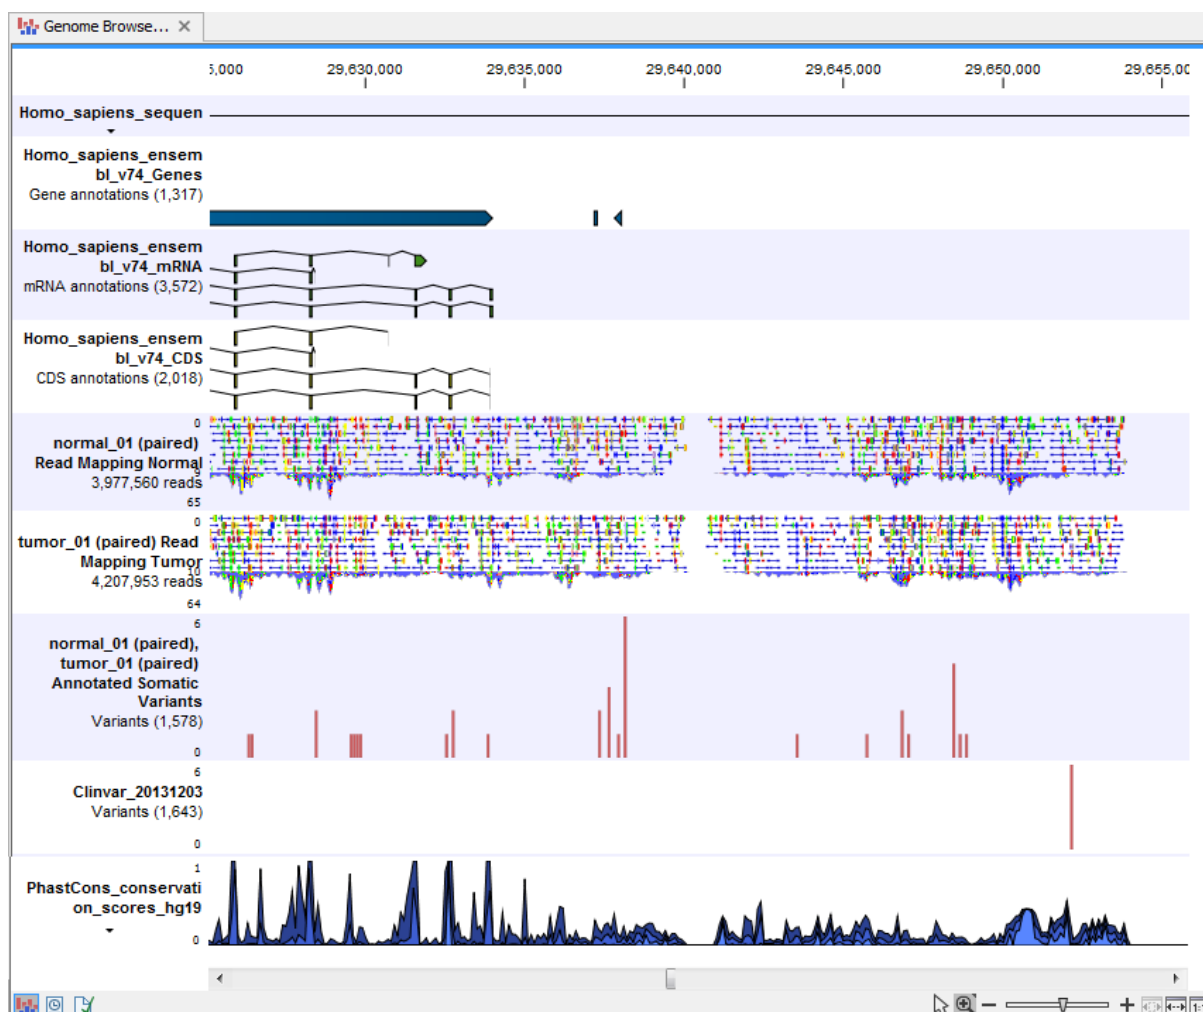 Genome Browse...
5,000 29,630,000 29,635,000 29,640,000 29,645,000 29,650,000 29,655,00
Homo_sapiens_sequen
Homo_sapiens_ensem
bl_v74_Genes
Gene annotations (1,317)
Homo_sapiens_ensem
bl_v74_mRNA
mRNA annotations (3,572)
Homo_sapiens_ensem
bl_v74_CDS
CDS annotations (2,018)
0
normal_01 (paired)
Read Mapping Normal
3,977,560 reads
65
0
tumor_01 (paired) Read
Mapping Tumor
10
4,207,953 reads
64
6
normal_01 (paired),
tumor_01 (paired)
Annotated Somatic
Variants
Variants (1,578)
0
6
Clinvar_20131203
Variants (1,643)
0
1
PhastCons_conservati
on_scores_hg19
0